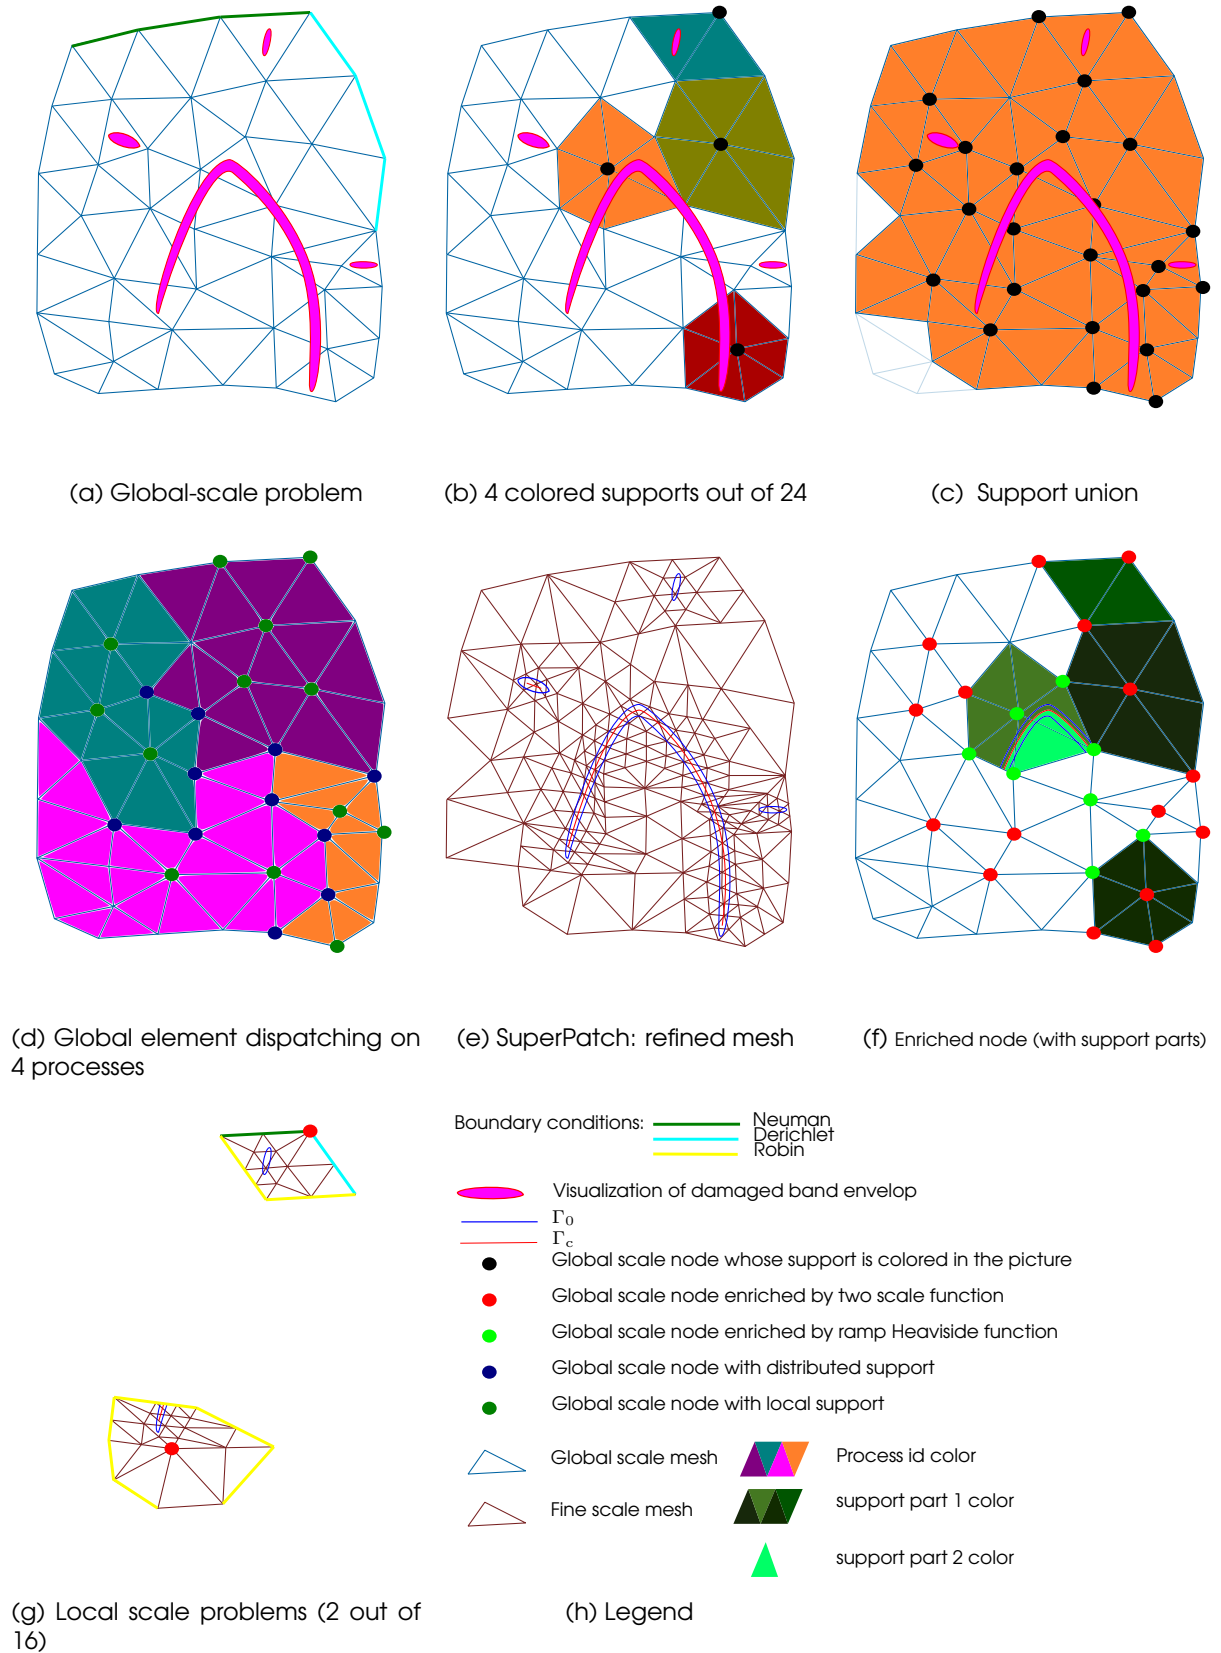 (a) Global-scale problem
(b) 4 colored supports out of 24
(c) Support union
(d) Global element dispatching on
4 processes
(e) SuperPatch: refined mesh
(f) Enriched node (with support parts)
Boundary conditions:
Neuman
Derichlet
Robin
Visualization of damaged band envelop
Γ0
Γc
Global scale node whose support is colored in the picture
Global scale node enriched by two scale function
Global scale node enriched by ramp Heaviside function
Global scale node with distributed support
Global scale node with local support
Global scale mesh
Process id color
Fine scale mesh
support part 1 color
support part 2 color
(g) Local scale problems (2 out of
16)
(h) Legend